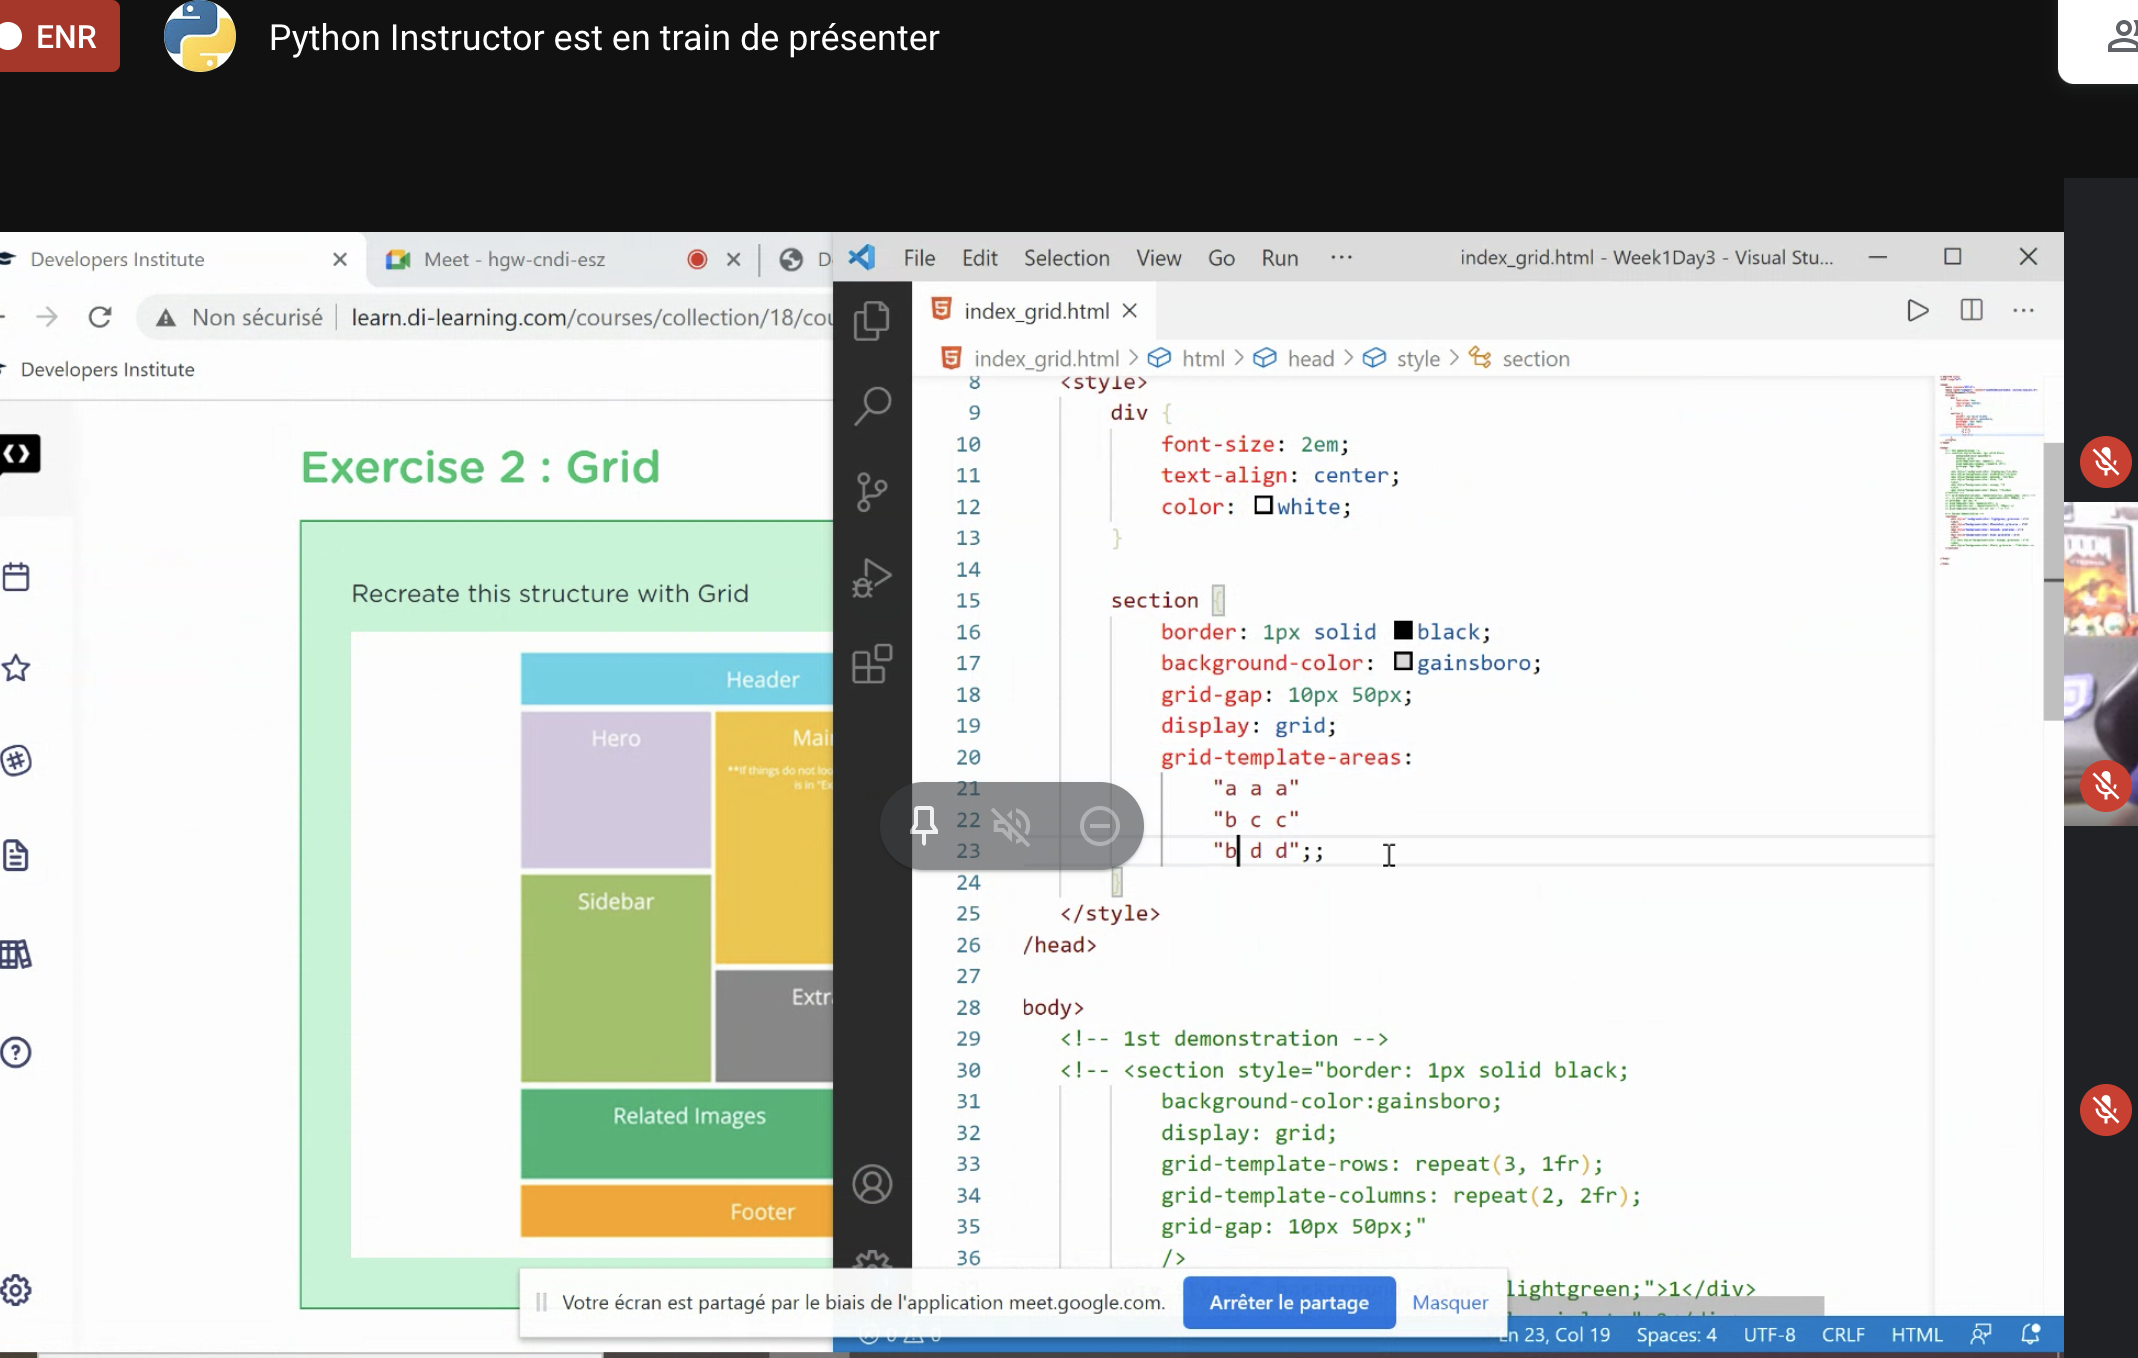 ENR
Python Instructor est en train de présenter
Developers Institute
Meet - hgw-cndi-esz
D
File Edit Selection View Go Run ···
index_grid.html - Week1Day3 - Visual Stu...
Non sécurisé
learn.di-learning.com/courses/collection/18/cou
Developers Institute
Exercise 2 : Grid
Recreate this structure with Grid
Header
Hero
Mai
**If things do not loo
is in "Ex
Sidebar
Extr
Related Images
Footer
index_grid.html
index_grid.html > html > head > style > section
8 <style>
9 div {
10 font-size: 2em;
11 text-align: center;
12 color: white;
13 }
14
15 section {
16 border: 1px solid black;
17 background-color: gainsboro;
18 grid-gap: 10px 50px;
19 display: grid;
20 grid-template-areas:
21 "a a a"
22 "b c c"
23 "b d d";;
24 }
25 </style>
26 /head>
27
28 body>
29 <!-- 1st demonstration -->
30 <!-- <section style="border: 1px solid black;
31 background-color:gainsboro;
32 display: grid;
33 grid-template-rows: repeat(3, 1fr);
34 grid-template-columns: repeat(2, 2fr);
35 grid-gap: 10px 50px;"
36 />
lightgreen;">1</div>
Votre écran est partagé par le biais de l'application meet.google.com.
Arrêter le partage
Masquer
Ln 23, Col 19 Spaces: 4 UTF-8 CRLF HTML